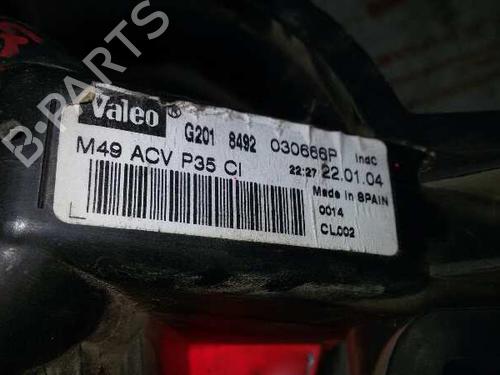 B-PARTS
Valeo ® G201 8492 030666P IndC
M49 ACV P35 CI 22:27 22.01.04
Made in SPAIN
0014
CL002
L